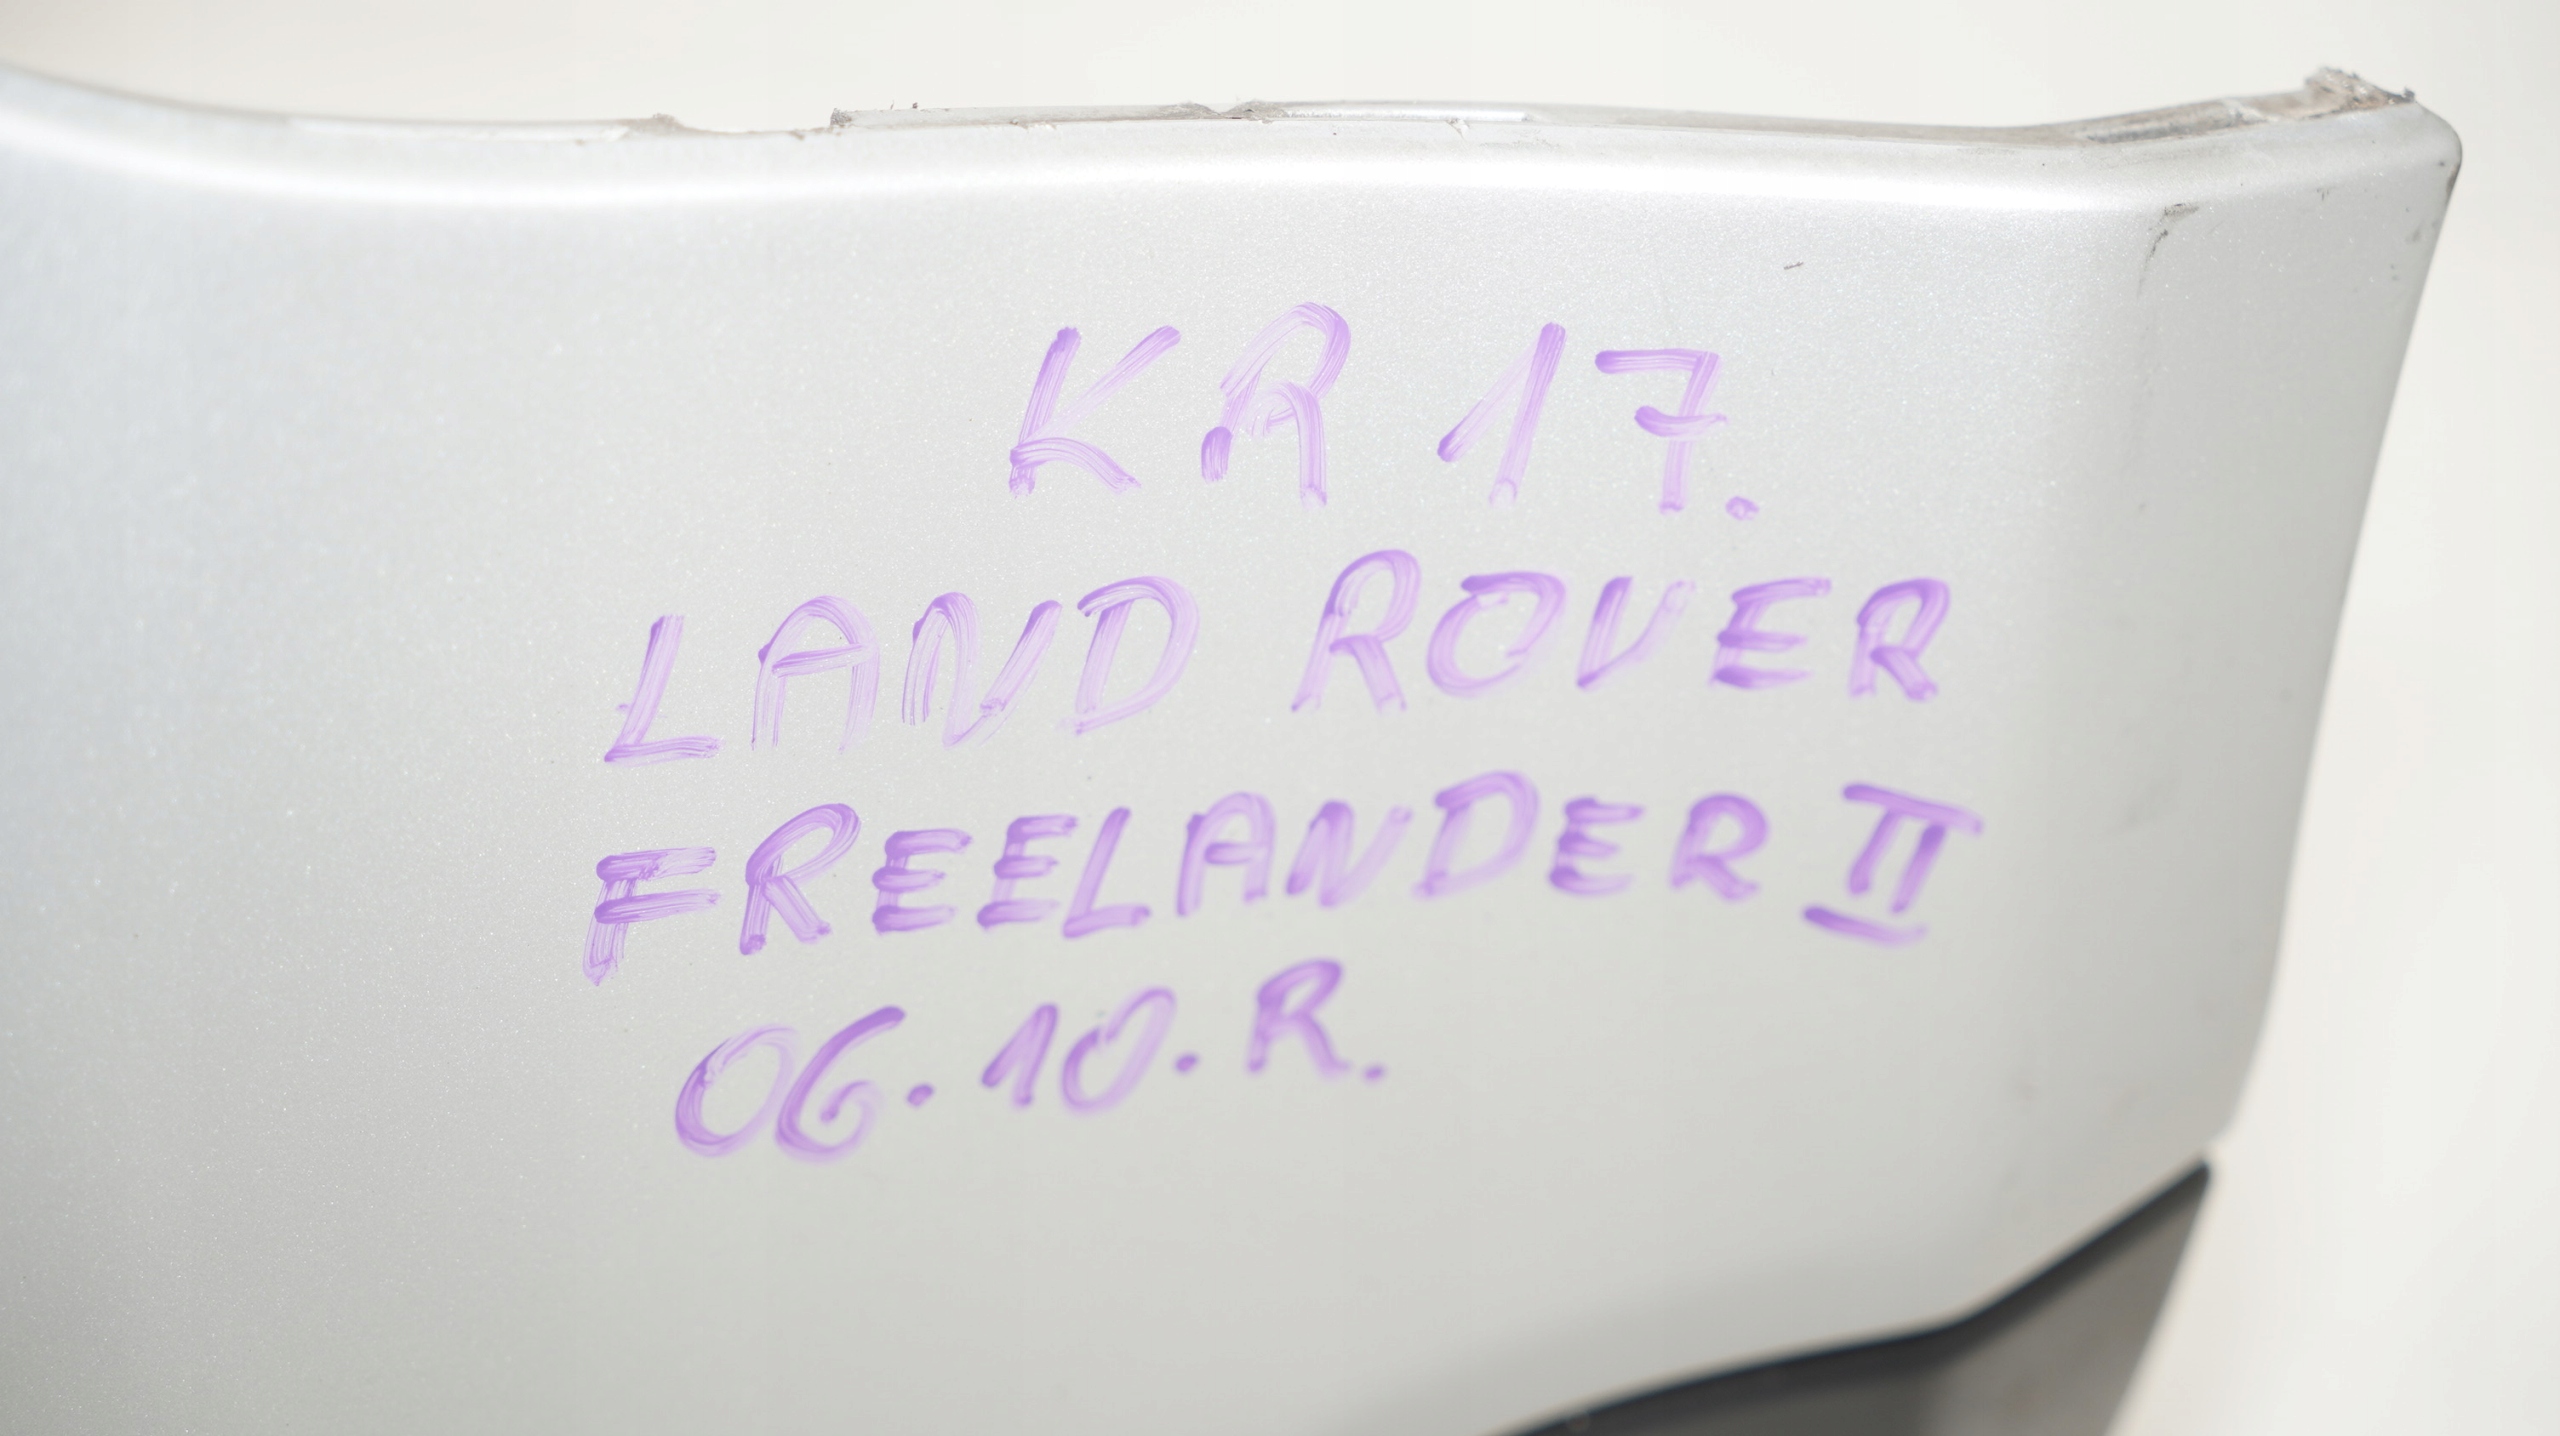 KR 17.
LAND ROVER
FREELANDER II
06.10.R.